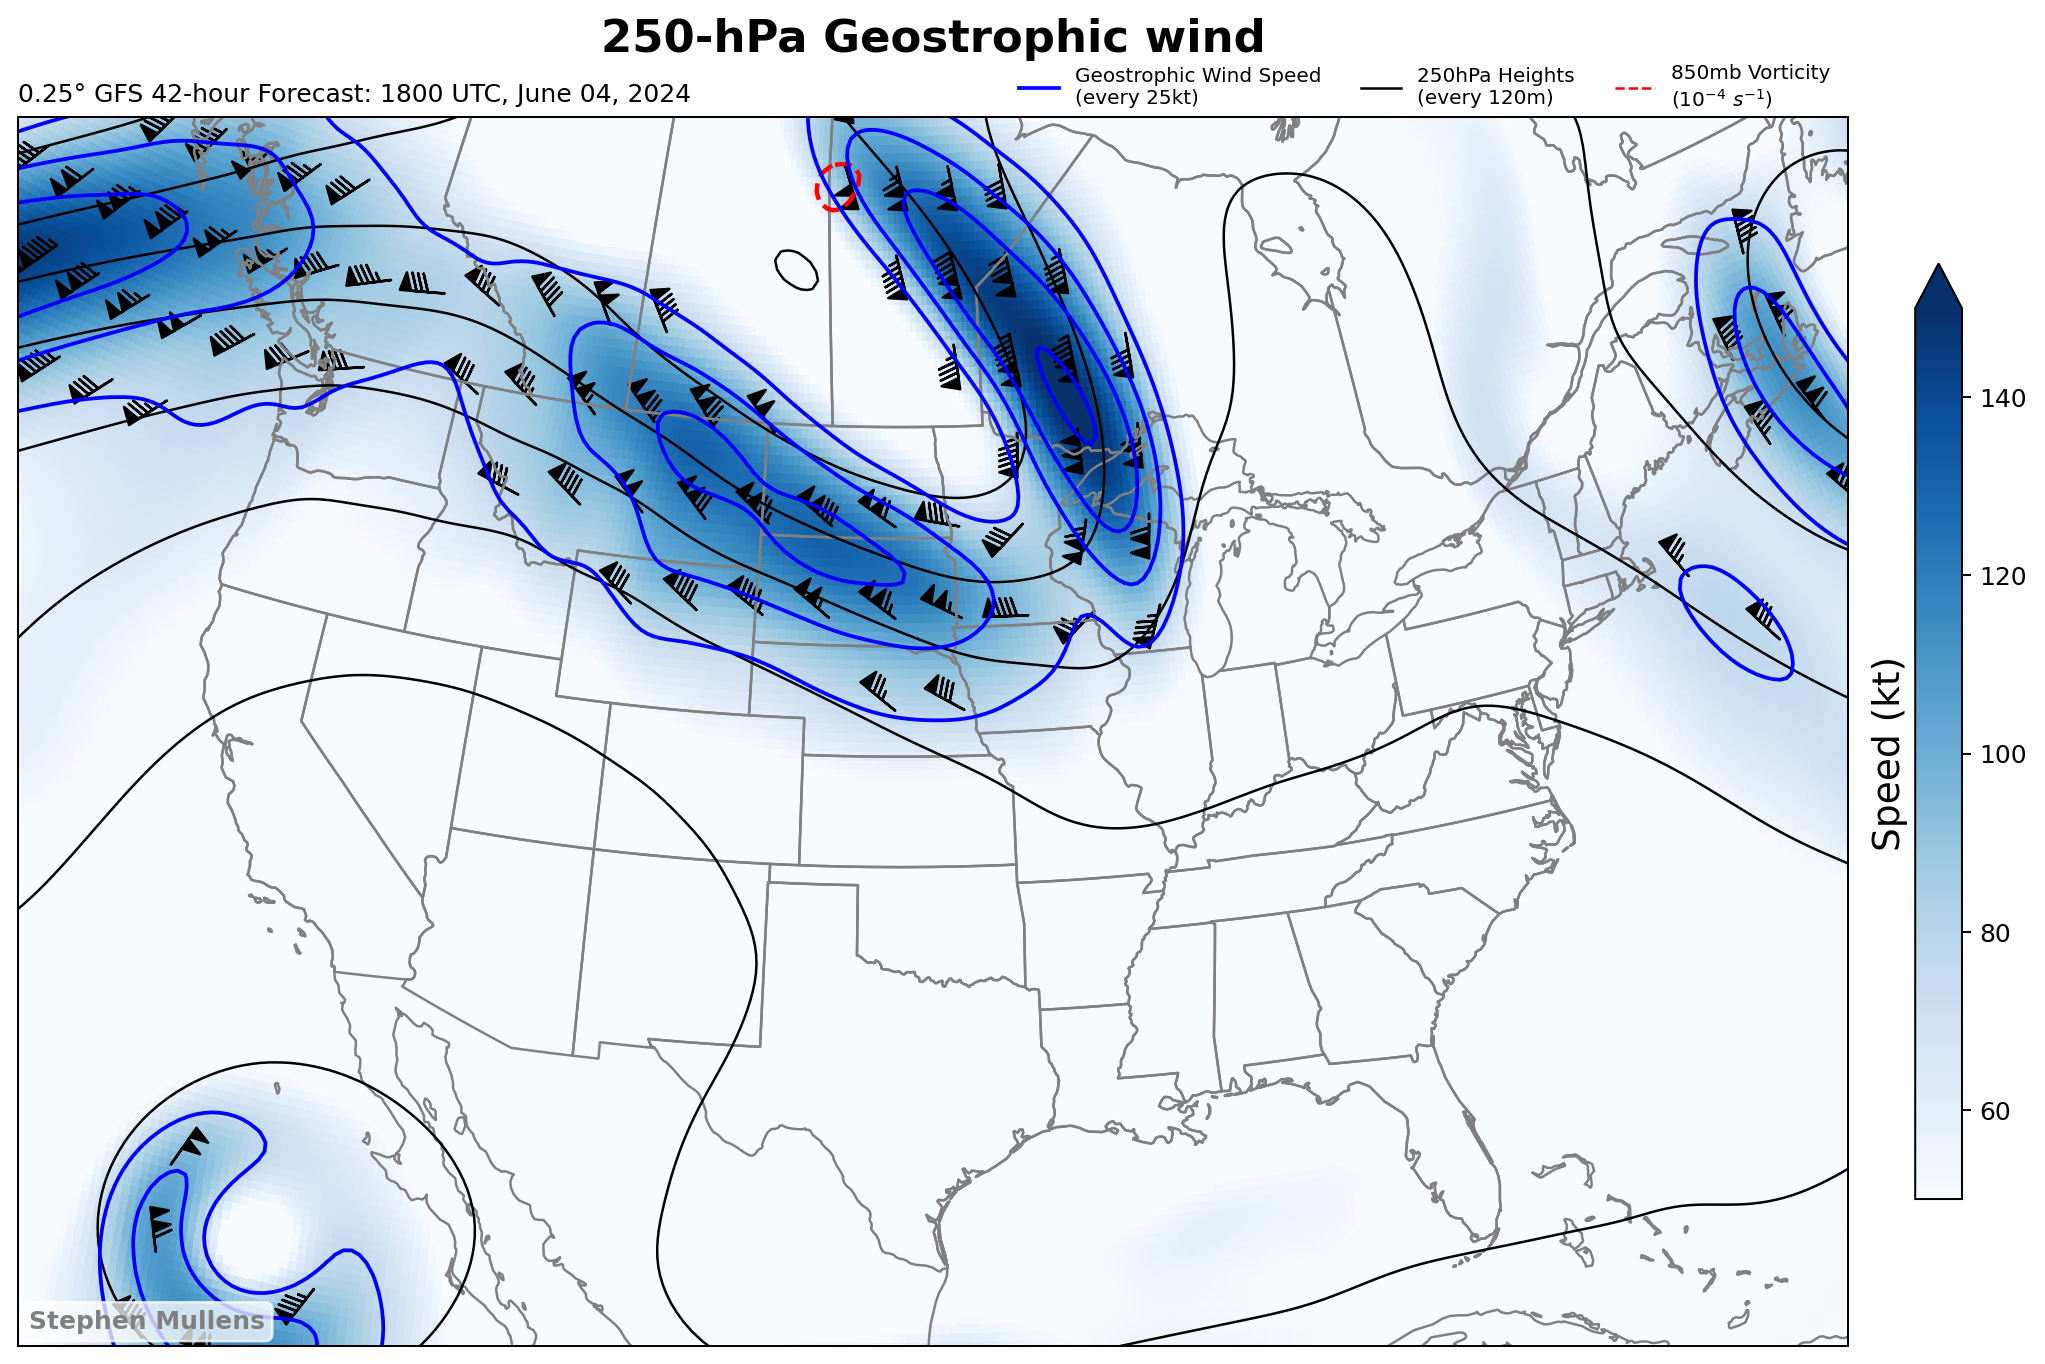 250-hPa Geostrophic wind
0.25° GFS 42-hour Forecast: 1800 UTC, June 04, 2024
Geostrophic Wind Speed
(every 25kt)
250hPa Heights
(every 120m)
850mb Vorticity
(10⁻⁴ s⁻¹)
140
120
100
80
60
Speed (kt)
Stephen Mullens